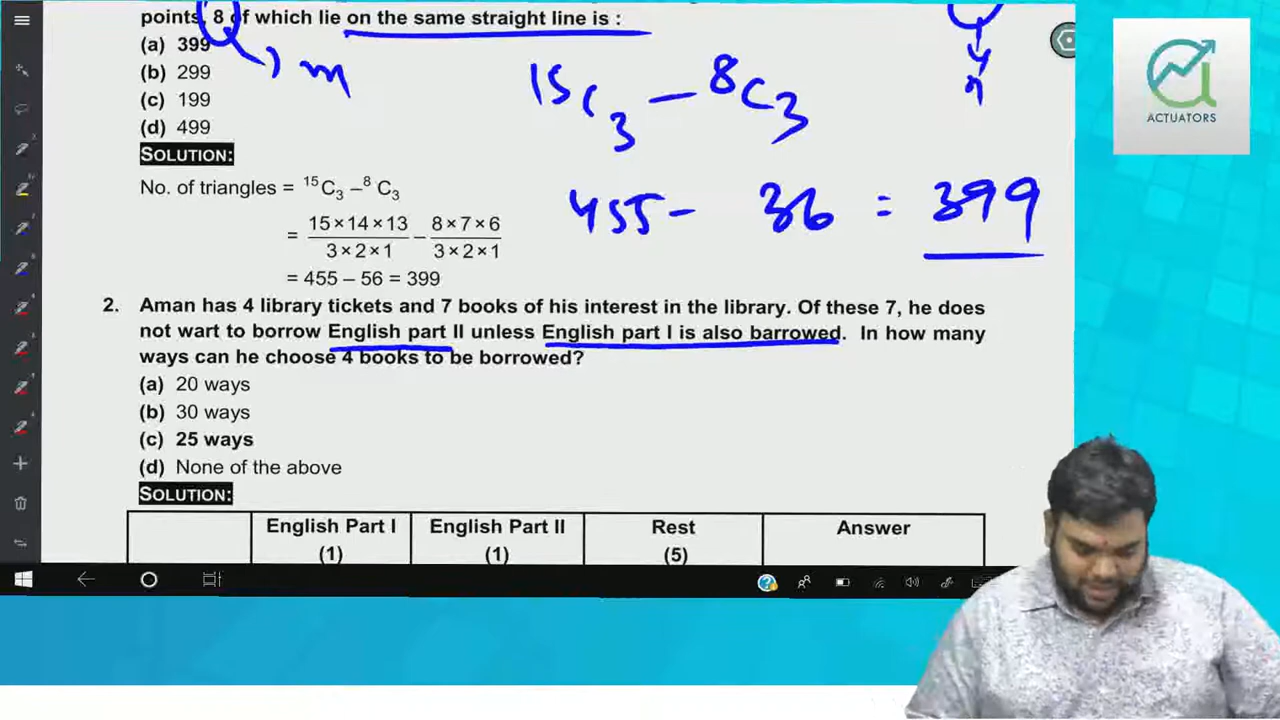 points, 8 of which lie on the same straight line is :
(a) 399
(b) 299
(c) 199
(d) 499
m
15C3 – 8C3
SOLUTION:
No. of triangles = 15C3 –8 C3
455 – 36 = 399
= 15×14×13 / 3×2×1 – 8×7×6 / 3×2×1
= 455 – 56 = 399
2. Aman has 4 library tickets and 7 books of his interest in the library. Of these 7, he does
not wart to borrow English part II unless English part I is also barrowed. In how many
ways can he choose 4 books to be borrowed?
(a) 20 ways
(b) 30 ways
(c) 25 ways
(d) None of the above
SOLUTION:
English Part I English Part II Rest Answer
(1) (1) (5)
ACTUATORS